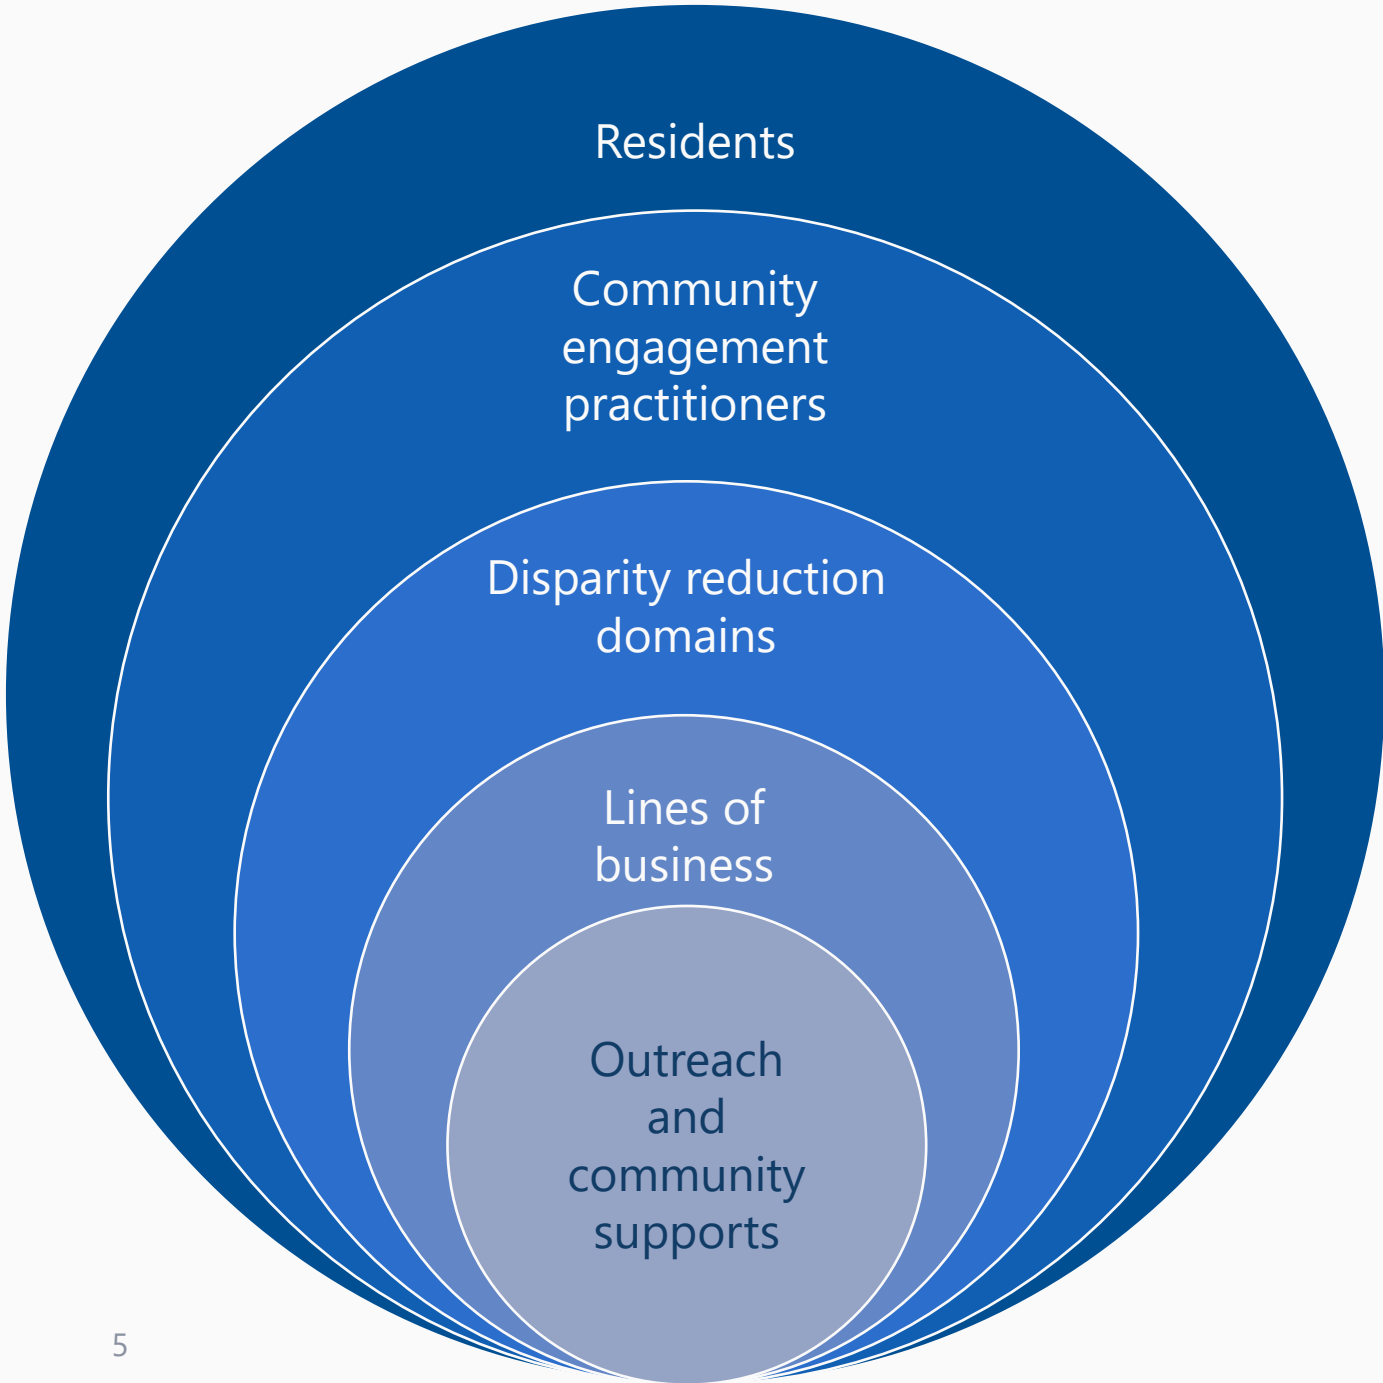 Residents
Community
engagement
practitioners
Disparity reduction
domains
Lines of
business
Outreach
and
community
supports
5